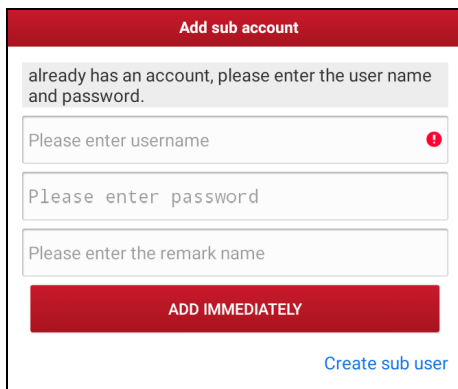 Add sub account
already has an account, please enter the user name
and password.
Please enter username
Please enter password
Please enter the remark name
ADD IMMEDIATELY
Create sub user